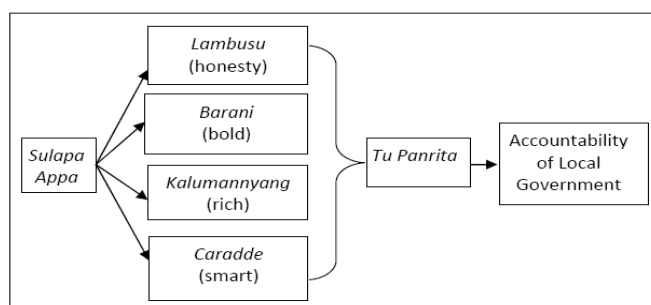 Sulapa
Appa
Lambusu
(honesty)
Barani
(bold)
Kalumannyang
(rich)
Caradde
(smart)
Tu Panrita
Accountability
of Local
Government